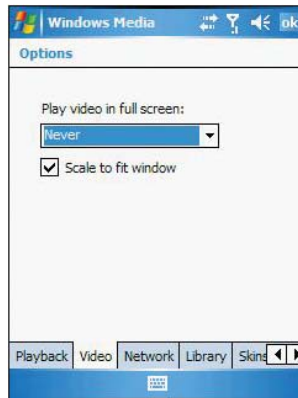 Windows Media
ok
Options
Play video in full screen:
Never
Scale to fit window
Playback Video Network Library Skins